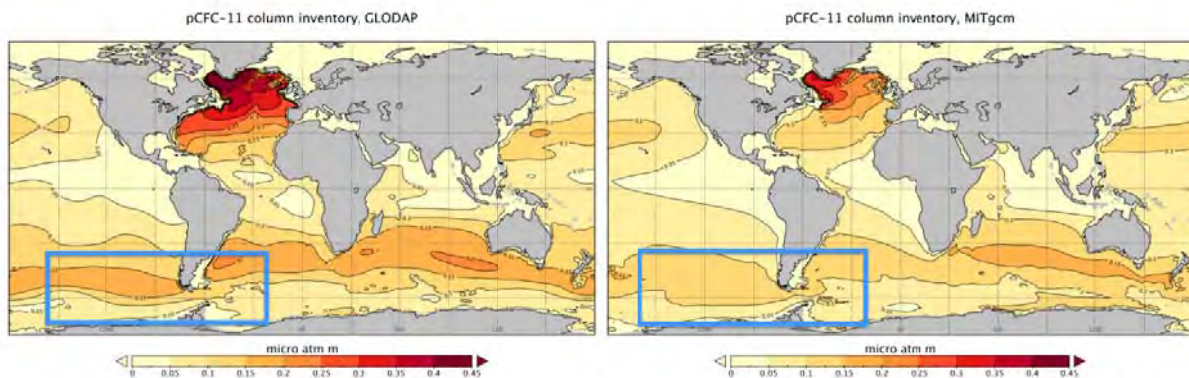 pCFC-11 column inventory, GLODAP
pCFC-11 column inventory, MITgcm
micro atm m
0 0.05 0.1 0.15 0.2 0.25 0.3 0.35 0.4 0.45
micro atm m
0 0.05 0.1 0.15 0.2 0.25 0.3 0.35 0.4 0.45